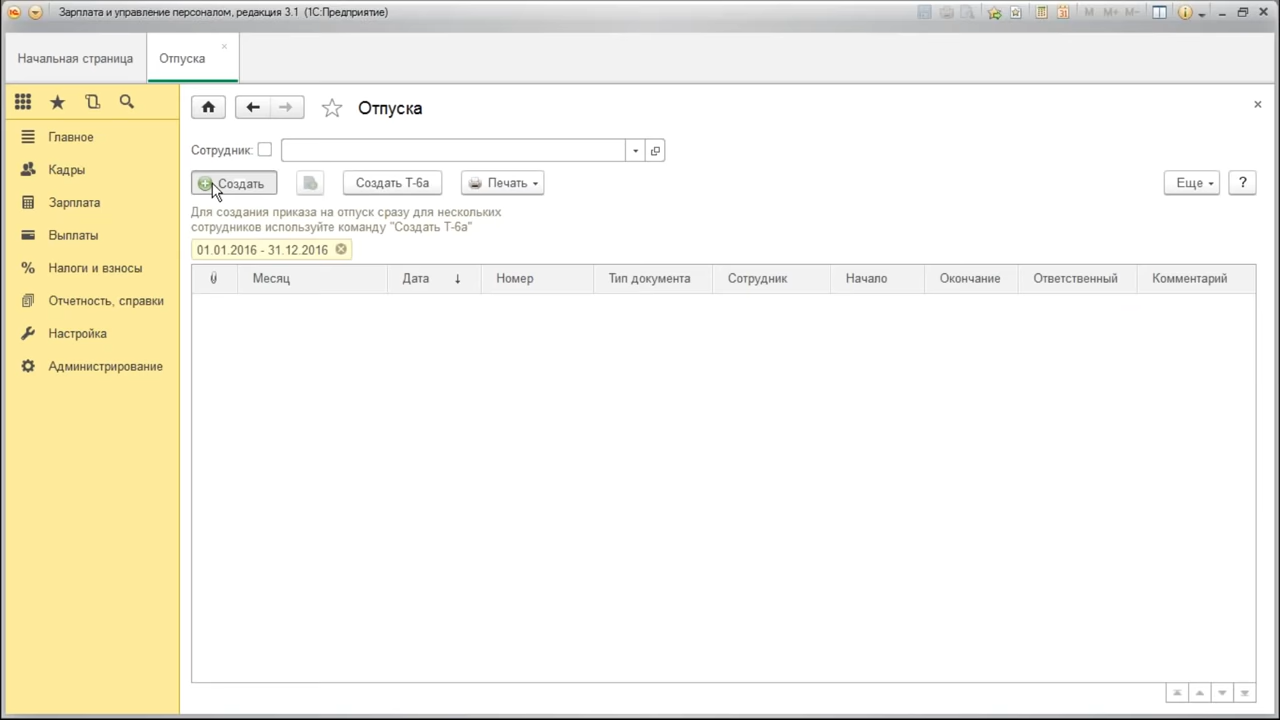 Зарплата и управление персоналом, редакция 3.1 (1С:Предприятие)
M M+ M-
Начальная страница
Отпуска
Главное
Кадры
Зарплата
Выплаты
Налоги и взносы
Отчетность, справки
Настройка
Администрирование
Отпуска
Сотрудник:
Создать
Создать Т-6а
Печать
Еще
?
Для создания приказа на отпуск сразу для нескольких
сотрудников используйте команду "Создать Т-6а"
01.01.2016 - 31.12.2016
Месяц Дата ↓ Номер Тип документа Сотрудник Начало Окончание Ответственный Комментарий